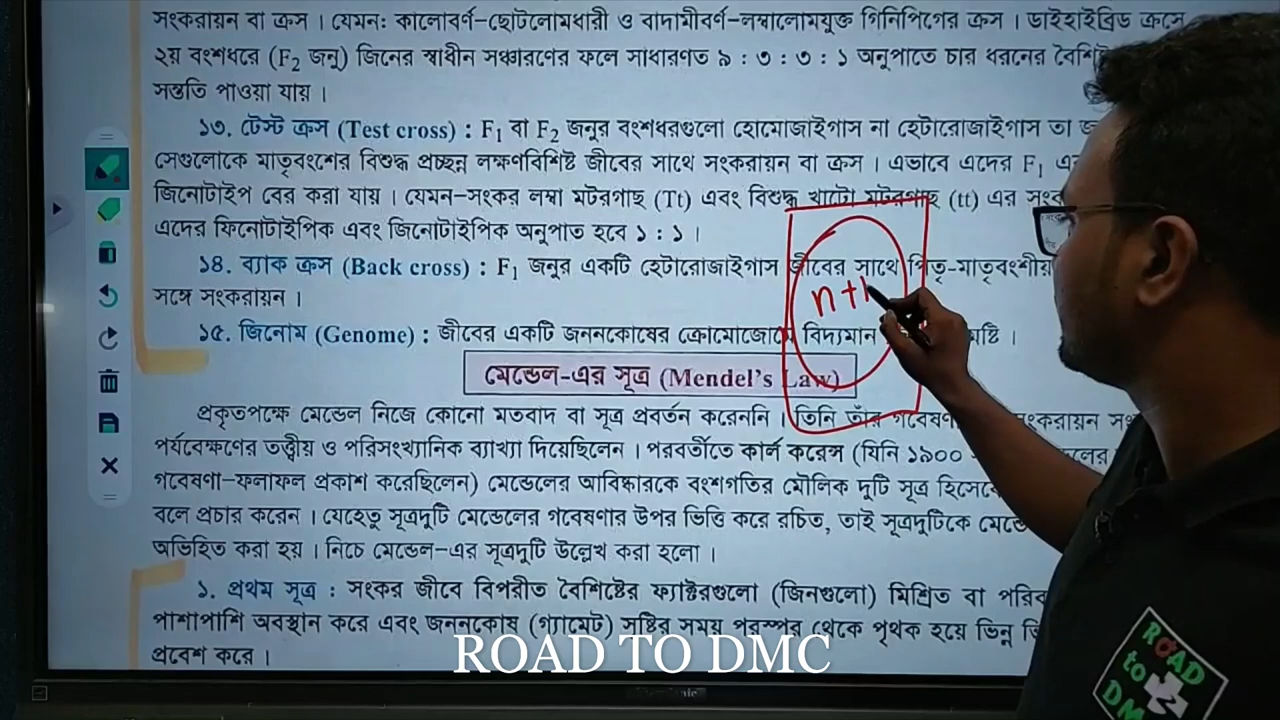 সংকরায়ন বা ক্রস । যেমন: কালোবর্ণ-ছোটলোমধারী ও বাদামীবর্ণ-লম্বালোমযুক্ত গিনিপিগের ক্রস । ডাইহাইব্রিড ক্রসে
২য় বংশধরে (F₂ জনু) জিনের স্বাধীন সঞ্চারণের ফলে সাধারণত ৯ : ৩ : ৩ : ১ অনুপাতে চার ধরনের
সন্ততি পাওয়া যায় ।
১৩. টেস্ট ক্রস (Test cross) : F₁ বা F₂ জনুর বংশধরগুলো হোমোজাইগাস না হেটারোজাইগাস তা
সেগুলোকে মাতৃবংশের বিশুদ্ধ প্রচ্ছন্ন লক্ষণবিশিষ্ট জীবের সাথে সংকরায়ন বা ক্রস । এভাবে এদের F₁
জিনোটাইপ বের করা যায় । যেমন-সংকর লম্বা মটরগাছ (Tt) এবং বিশুদ্ধ খাটো মটরগাছ (tt) এর
এদের ফিনোটাইপিক এবং জিনোটাইপিক অনুপাত হবে ১ : ১ ।
১৪. ব্যাক ক্রস (Back cross) : F₁ জনুর একটি হেটারোজাইগাস জীবের সাথে পিতৃ-মাতৃবংশীয়
সঙ্গে সংকরায়ন ।
n+1
১৫. জিনোম (Genome) : জীবের একটি জননকোষের ক্রোমোজোমে বিদ্যমান
মেন্ডেল-এর সূত্র (Mendel's Law)
প্রকৃতপক্ষে মেন্ডেল নিজে কোনো মতবাদ বা সূত্র প্রবর্তন করেননি । তিনি তাঁর
পর্যবেক্ষণের তত্ত্বীয় ও পরিসংখ্যানিক ব্যাখ্যা দিয়েছিলেন । পরবর্তীতে কার্ল করেন্স (যিনি ১৯০০
গবেষণা-ফলাফল প্রকাশ করেছিলেন) মেন্ডেলের আবিষ্কারকে বংশগতির মৌলিক দুটি সূত্র
বলে প্রচার করেন । যেহেতু সূত্রদুটি মেন্ডেলের গবেষণার উপর ভিত্তি করে রচিত, তাই সূত্রদুটিকে
অভিহিত করা হয় । নিচে মেন্ডেল-এর সূত্রদুটি উল্লেখ করা হলো ।
১. প্রথম সূত্র : সংকর জীবে বিপরীত বৈশিষ্টের ফ্যাক্টরগুলো (জিনগুলো) মিশ্রিত বা
পাশাপাশি অবস্থান করে এবং জননকোষ (গ্যামেট) সৃষ্টির সময় পরস্পর থেকে পৃথক হয়ে ভিন্ন
প্রবেশ করে ।
ROAD TO DMC
ROAD
to
DM